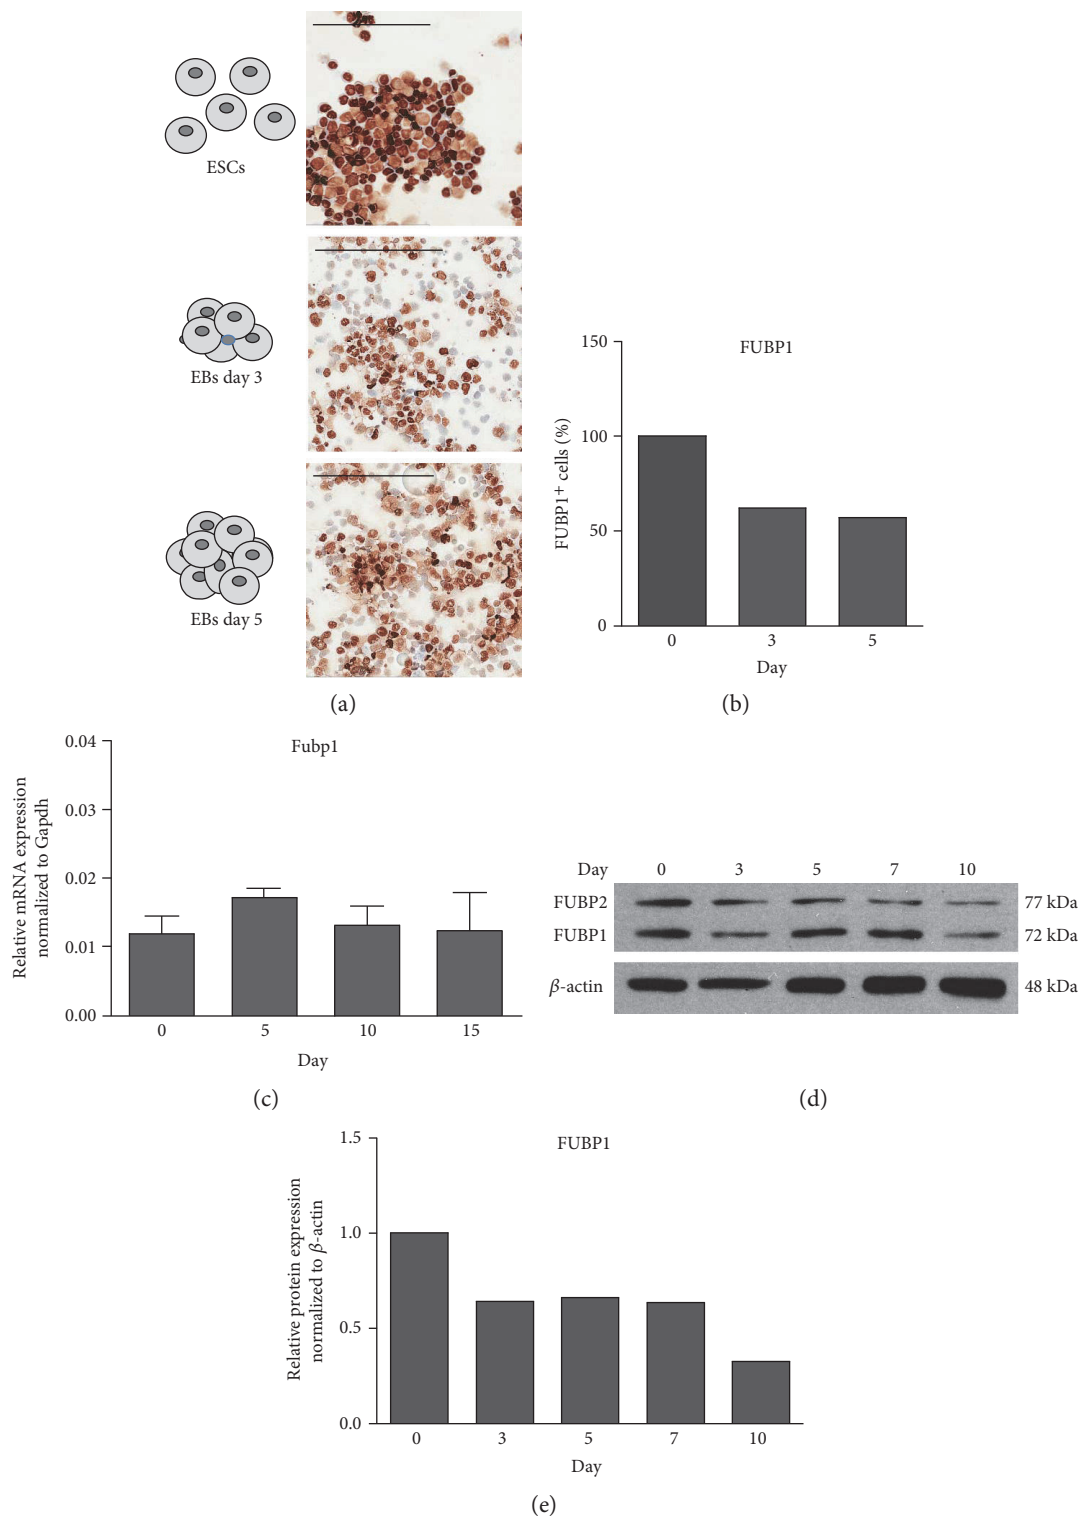 ESCs
EBs day 3
EBs day 5
(a)
FUBP1
FUBP1+ cells (%)
150
100
50
0
0 3 5
Day
(b)
Fubp1
Relative mRNA expression
normalized to Gapdh
0.04
0.03
0.02
0.01
0.00
0 5 10 15
Day
(c)
Day 0 3 5 7 10
FUBP2 77 kDa
FUBP1 72 kDa
β-actin 48 kDa
(d)
FUBP1
Relative protein expression
normalized to β-actin
1.5
1.0
0.5
0.0
0 3 5 7 10
Day
(e)